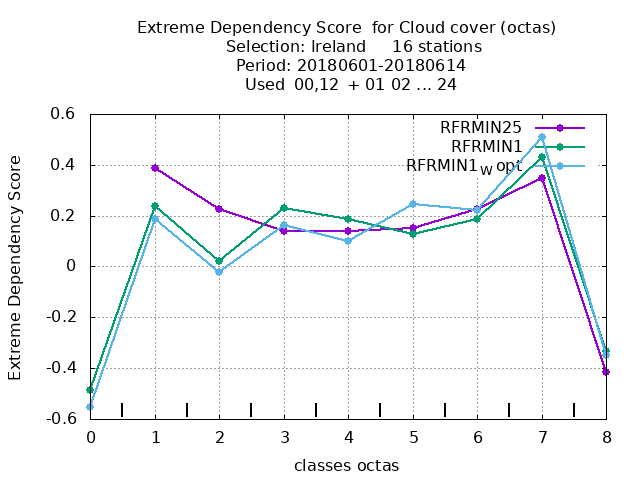 Extreme Dependency Score  for Cloud cover (octas)
Selection: Ireland     16 stations
Period: 20180601-20180614
Used  00,12  + 01 02 ... 24
RFRMIN25
RFRMIN1
RFRMIN1W opt
Extreme Dependency Score
0.6
0.4
0.2
0
-0.2
-0.4
-0.6
0 1 2 3 4 5 6 7 8
classes octas